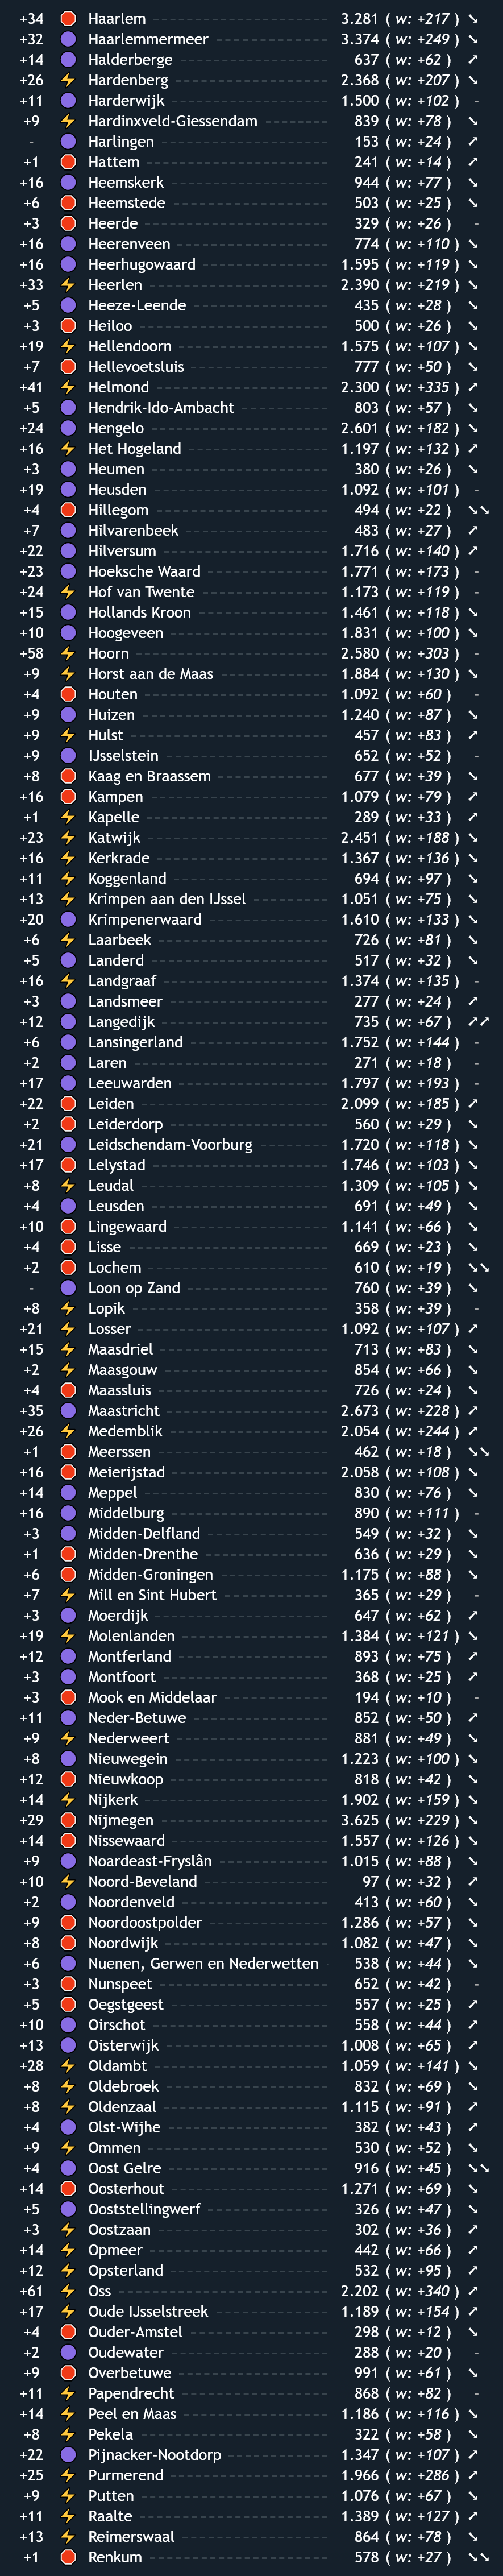 +34 Haarlem 3.281 ( w: +217 ) ↘
+32 Haarlemmermeer 3.374 ( w: +249 ) ↘
+14 Halderberge 637 ( w: +62 ) ↗
+26 Hardenberg 2.368 ( w: +207 ) ↘
+11 Harderwijk 1.500 ( w: +102 ) -
+9 Hardinxveld-Giessendam 839 ( w: +78 ) ↘
- Harlingen 153 ( w: +24 ) ↗
+1 Hattem 241 ( w: +14 ) ↗
+16 Heemskerk 944 ( w: +77 ) ↘
+6 Heemstede 503 ( w: +25 ) ↘
+3 Heerde 329 ( w: +26 ) -
+16 Heerenveen 774 ( w: +110 ) ↘
+16 Heerhugowaard 1.595 ( w: +119 ) ↘
+33 Heerlen 2.390 ( w: +219 ) ↘
+5 Heeze-Leende 435 ( w: +28 ) ↘
+3 Heiloo 500 ( w: +26 ) ↘
+19 Hellendoorn 1.575 ( w: +107 ) ↘
+7 Hellevoetsluis 777 ( w: +50 ) ↘
+41 Helmond 2.300 ( w: +335 ) ↗
+5 Hendrik-Ido-Ambacht 803 ( w: +57 ) ↘
+24 Hengelo 2.601 ( w: +182 ) ↘
+16 Het Hogeland 1.197 ( w: +132 ) ↗
+3 Heumen 380 ( w: +26 ) ↘
+19 Heusden 1.092 ( w: +101 ) -
+4 Hillegom 494 ( w: +22 ) ↘↘
+7 Hilvarenbeek 483 ( w: +27 ) ↗
+22 Hilversum 1.716 ( w: +140 ) ↗
+23 Hoeksche Waard 1.771 ( w: +173 ) -
+24 Hof van Twente 1.173 ( w: +119 ) -
+15 Hollands Kroon 1.461 ( w: +118 ) ↘
+10 Hoogeveen 1.831 ( w: +100 ) ↘
+58 Hoorn 2.580 ( w: +303 ) -
+9 Horst aan de Maas 1.884 ( w: +130 ) ↘
+4 Houten 1.092 ( w: +60 ) -
+9 Huizen 1.240 ( w: +87 ) ↘
+9 Hulst 457 ( w: +83 ) ↗
+9 IJsselstein 652 ( w: +52 ) -
+8 Kaag en Braassem 677 ( w: +39 ) ↘
+16 Kampen 1.079 ( w: +79 ) ↗
+1 Kapelle 289 ( w: +33 ) ↗
+23 Katwijk 2.451 ( w: +188 ) ↘
+16 Kerkrade 1.367 ( w: +136 ) ↘
+11 Koggenland 694 ( w: +97 ) ↘
+13 Krimpen aan den IJssel 1.051 ( w: +75 ) ↘
+20 Krimpenerwaard 1.610 ( w: +133 ) ↘
+6 Laarbeek 726 ( w: +81 ) ↘
+5 Landerd 517 ( w: +32 ) ↘
+16 Landgraaf 1.374 ( w: +135 ) -
+3 Landsmeer 277 ( w: +24 ) ↗
+12 Langedijk 735 ( w: +67 ) ↗↗
+6 Lansingerland 1.752 ( w: +144 ) -
+2 Laren 271 ( w: +18 ) -
+17 Leeuwarden 1.797 ( w: +193 ) -
+22 Leiden 2.099 ( w: +185 ) ↗
+2 Leiderdorp 560 ( w: +29 ) ↘
+21 Leidschendam-Voorburg 1.720 ( w: +118 ) ↘
+17 Lelystad 1.746 ( w: +103 ) ↘
+8 Leudal 1.309 ( w: +105 ) ↘
+4 Leusden 691 ( w: +49 ) ↘
+10 Lingewaard 1.141 ( w: +66 ) ↘
+4 Lisse 669 ( w: +23 ) ↘
+2 Lochem 610 ( w: +19 ) ↘↘
- Loon op Zand 760 ( w: +39 ) ↘
+8 Lopik 358 ( w: +39 ) -
+21 Losser 1.092 ( w: +107 ) ↗
+15 Maasdriel 713 ( w: +83 ) ↘
+2 Maasgouw 854 ( w: +66 ) ↘
+4 Maassluis 726 ( w: +24 ) ↘
+35 Maastricht 2.673 ( w: +228 ) ↗
+26 Medemblik 2.054 ( w: +244 ) ↗
+1 Meerssen 462 ( w: +18 ) ↘↘
+16 Meierijstad 2.058 ( w: +108 ) ↘
+14 Meppel 830 ( w: +76 ) ↘
+16 Middelburg 890 ( w: +111 ) -
+3 Midden-Delfland 549 ( w: +32 ) ↘
+1 Midden-Drenthe 636 ( w: +29 ) ↘
+6 Midden-Groningen 1.175 ( w: +88 ) ↘
+7 Mill en Sint Hubert 365 ( w: +29 ) -
+3 Moerdijk 647 ( w: +62 ) ↗
+19 Molenlanden 1.384 ( w: +121 ) ↘
+12 Montferland 893 ( w: +75 ) ↗
+3 Montfoort 368 ( w: +25 ) ↗
+3 Mook en Middelaar 194 ( w: +10 ) -
+11 Neder-Betuwe 852 ( w: +50 ) ↗
+9 Nederweert 881 ( w: +49 ) ↘
+8 Nieuwegein 1.223 ( w: +100 ) ↘
+12 Nieuwkoop 818 ( w: +42 ) ↘
+14 Nijkerk 1.902 ( w: +159 ) ↘
+29 Nijmegen 3.625 ( w: +229 ) ↘
+14 Nissewaard 1.557 ( w: +126 ) ↘
+9 Noardeast-Fryslân 1.015 ( w: +88 ) ↘
+10 Noord-Beveland 97 ( w: +32 ) ↗
+2 Noordenveld 413 ( w: +60 ) ↘
+9 Noordoostpolder 1.286 ( w: +57 ) ↘
+8 Noordwijk 1.082 ( w: +47 ) ↘
+6 Nuenen, Gerwen en Nederwetten 538 ( w: +44 ) ↘
+3 Nunspeet 652 ( w: +42 ) -
+5 Oegstgeest 557 ( w: +25 ) ↗
+10 Oirschot 558 ( w: +44 ) ↗
+13 Oisterwijk 1.008 ( w: +65 ) ↗
+28 Oldambt 1.059 ( w: +141 ) ↘
+8 Oldebroek 832 ( w: +69 ) ↘
+8 Oldenzaal 1.115 ( w: +91 ) ↗
+4 Olst-Wijhe 382 ( w: +43 ) ↗
+9 Ommen 530 ( w: +52 ) ↘
+4 Oost Gelre 916 ( w: +45 ) ↘↘
+14 Oosterhout 1.271 ( w: +69 ) ↘
+5 Ooststellingwerf 326 ( w: +47 ) ↘
+3 Oostzaan 302 ( w: +36 ) ↗
+14 Opmeer 442 ( w: +66 ) ↗
+12 Opsterland 532 ( w: +95 ) ↗
+61 Oss 2.202 ( w: +340 ) ↗
+17 Oude IJsselstreek 1.189 ( w: +154 ) ↗
+4 Ouder-Amstel 298 ( w: +12 ) ↘
+2 Oudewater 288 ( w: +20 ) -
+9 Overbetuwe 991 ( w: +61 ) ↘
+11 Papendrecht 868 ( w: +82 ) -
+14 Peel en Maas 1.186 ( w: +116 ) ↘
+8 Pekela 322 ( w: +58 ) ↘
+22 Pijnacker-Nootdorp 1.347 ( w: +107 ) ↗
+25 Purmerend 1.966 ( w: +286 ) ↗
+9 Putten 1.076 ( w: +67 ) ↘
+11 Raalte 1.389 ( w: +127 ) ↗
+13 Reimerswaal 864 ( w: +78 ) ↘
+1 Renkum 578 ( w: +27 ) ↘↘